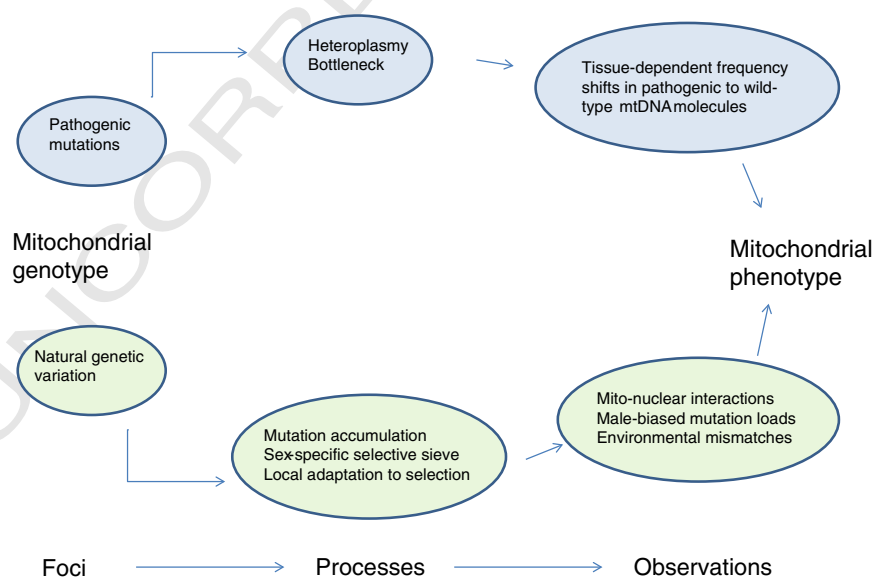 Heteroplasmy
Bottleneck
Tissue-dependent frequency
shifts in pathogenic to wild-
type mtDNA molecules
Pathogenic
mutations
Mitochondrial
genotype
Mitochondrial
phenotype
Natural genetic
variation
Mutation accumulation
Sex-specific selective sieve
Local adaptation to selection
Mito-nuclear interactions
Male-biased mutation loads
Environmental mismatches
Foci
Processes
Observations
UNCORRE